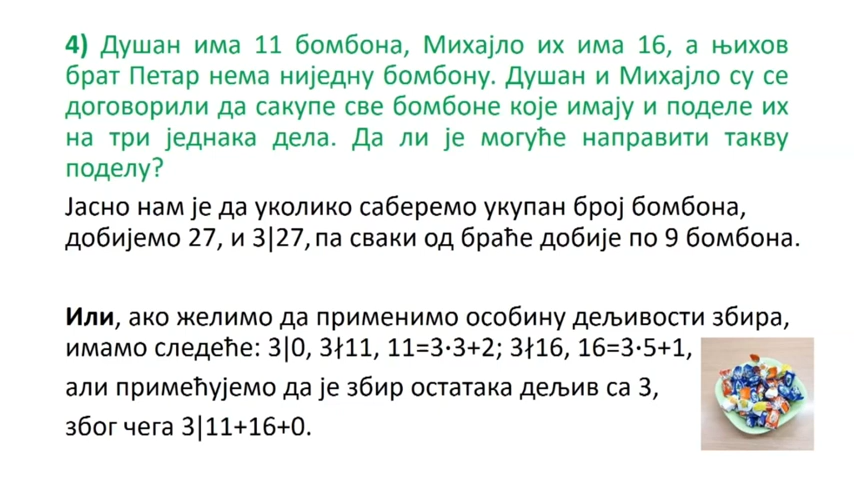 4) Душан има 11 бомбона, Михајло их има 16, а њихов
брат Петар нема ниједну бомбону. Душан и Михајло су се
договорили да сакупе све бомбоне које имају и поделе их
на три једнака дела. Да ли је могуће направити такву
поделу?
Јасно нам је да уколико саберемо укупан број бомбона,
добијемо 27, и 3|27, па сваки од браће добије по 9 бомбона.
Или, ако желимо да применимо особину дељивости збира,
имамо следеће: 3|0, 3ł11, 11=3·3+2; 3ł16, 16=3·5+1,
али примећујемо да је збир остатака дељив са 3,
због чега 3|11+16+0.